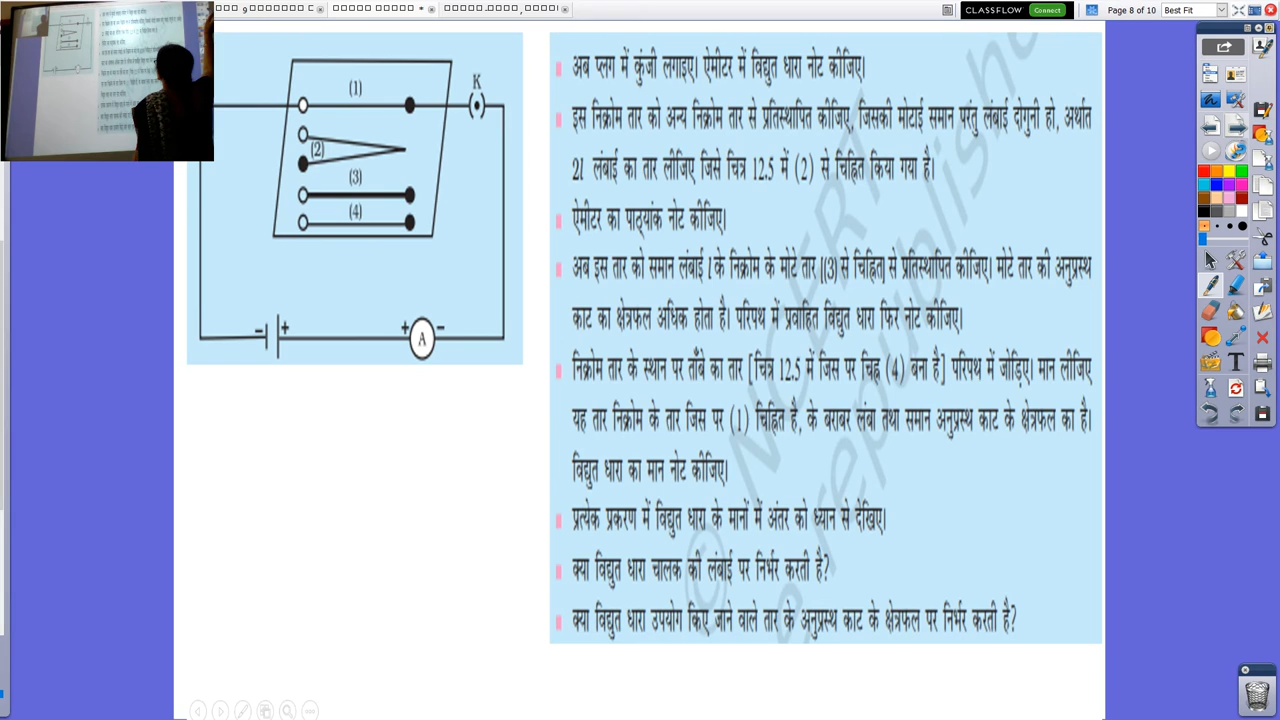 9
CLASSFLOW Connect
Page 8 of 10
Best Fit
(1)
K
(2)
(3)
(4)
A
अब प्लग में कुंजी लगाइए। ऐमीटर में विद्युत धारा नोट कीजिए।
इस निक्रोम तार को अन्य निक्रोम तार से प्रतिस्थापित कीजिए, जिसकी मोटाई समान परंतु लंबाई दोगुनी हो, अर्थात
2l लंबाई का तार लीजिए जिसे चित्र 12.5 में (2) से चिह्नित किया गया है।
ऐमीटर का पाठ्यांक नोट कीजिए।
अब इस तार को समान लंबाई l के निक्रोम के मोटे तार [(3) से चिह्नित] से प्रतिस्थापित कीजिए। मोटे तार की अनुप्रस्थ
काट का क्षेत्रफल अधिक होता है। परिपथ में प्रवाहित विद्युत धारा फिर नोट कीजिए।
निक्रोम तार के स्थान पर ताँबे का तार [चित्र 12.5 में जिस पर चिह्न (4) बना है] परिपथ में जोड़िए। मान लीजिए
यह तार निक्रोम के तार जिस पर (1) चिह्नित है, के बराबर लंबा तथा समान अनुप्रस्थ काट के क्षेत्रफल का है।
विद्युत धारा का मान नोट कीजिए।
प्रत्येक प्रकरण में विद्युत धारा के मानों में अंतर को ध्यान से देखिए।
क्या विद्युत धारा चालक की लंबाई पर निर्भर करती है?
क्या विद्युत धारा उपयोग किए जाने वाले तार के अनुप्रस्थ काट के क्षेत्रफल पर निर्भर करती है?
© NCERT
republishe